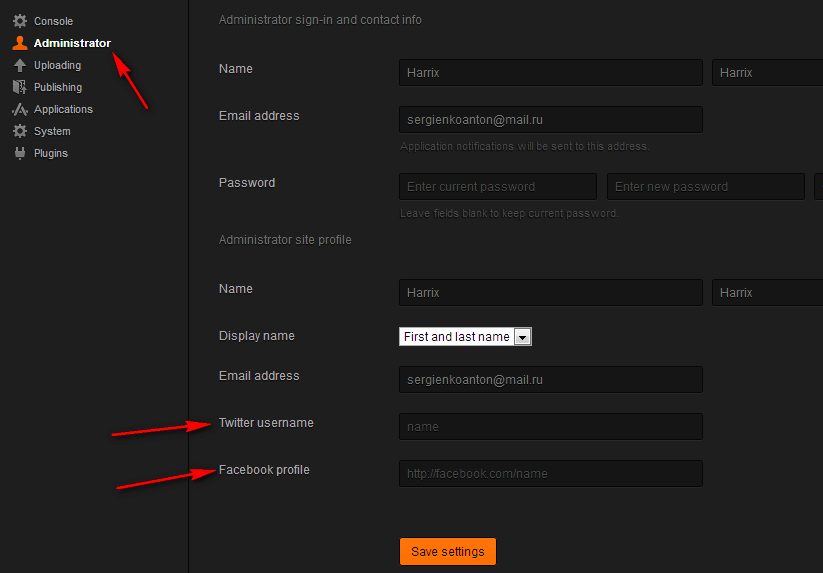 Console
Administrator
Uploading
Publishing
Applications
System
Plugins
Administrator sign-in and contact info
Name Harrix Harrix
Email address sergienkoanton@mail.ru
Application notifications will be sent to this address.
Password Enter current password Enter new password
Leave fields blank to keep current password.
Administrator site profile
Name Harrix Harrix
Display name First and last name
Email address sergienkoanton@mail.ru
Twitter username name
Facebook profile http://facebook.com/name
Save settings